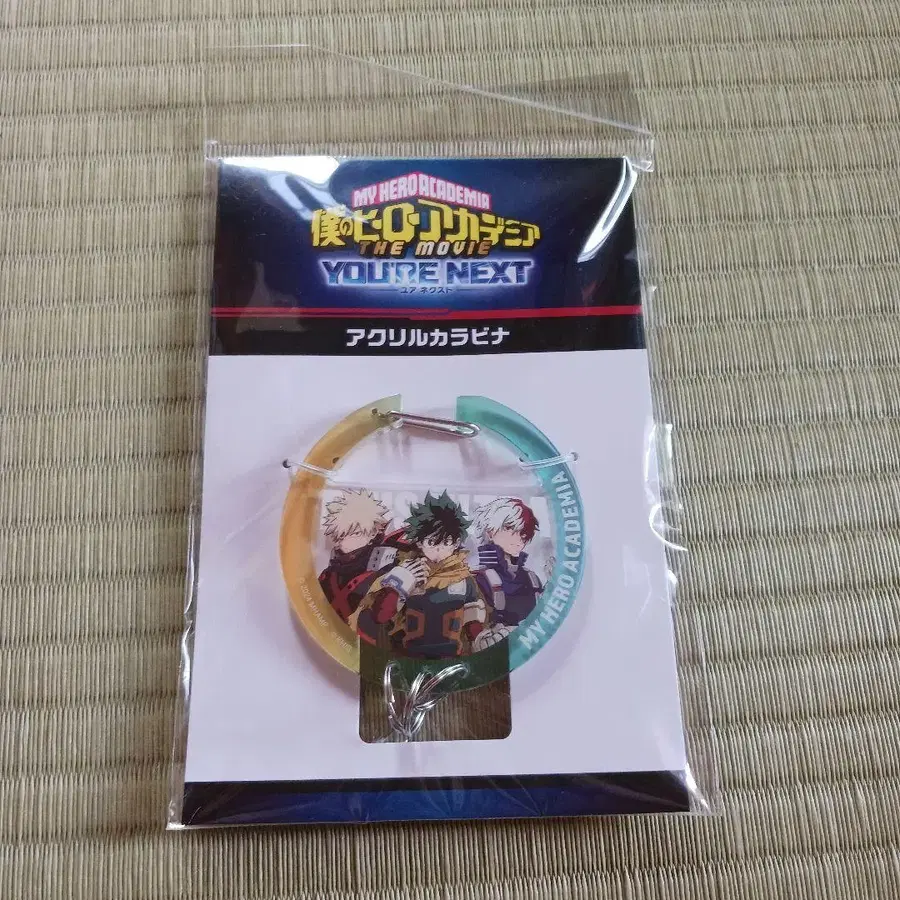 MY HERO ACADEMIA
僕のヒーローアカデミア
THE MOVIE
YOU'RE NEXT
ユア ネクスト
アクリルカラビナ
MY HERO ACADEMIA